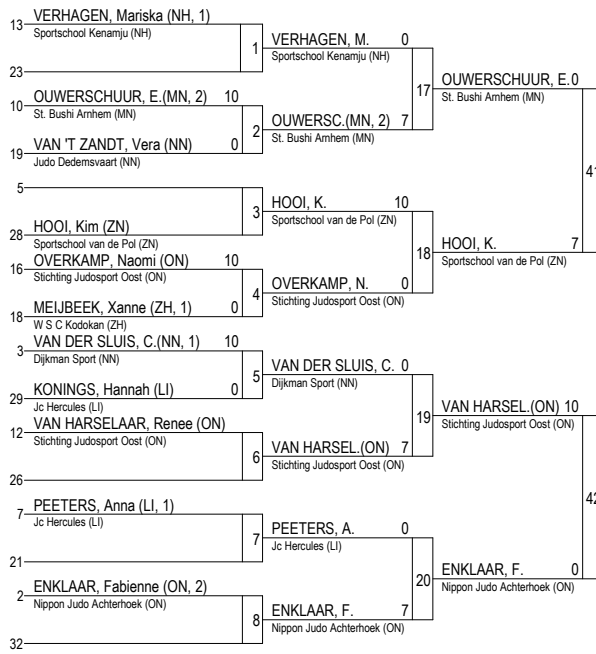 13 VERHAGEN, Mariska (NH, 1)
Sportschool Kenamju (NH)
1 VERHAGEN, M. 0
Sportschool Kenamju (NH)
23
17 OUWERSCHUUR, E. 0
St. Bushi Arnhem (MN)
10 OUWERSCHUUR, E.(MN, 2) 10
St. Bushi Arnhem (MN)
2 OUWERSC.(MN, 2) 7
St. Bushi Arnhem (MN)
19 VAN 'T ZANDT, Vera (NN) 0
Judo Dedemsvaart (NN)
41
5
3 HOOI, K. 10
Sportschool van de Pol (ZN)
28 HOOI, Kim (ZN)
Sportschool van de Pol (ZN)
18 HOOI, K. 7
Sportschool van de Pol (ZN)
16 OVERKAMP, Naomi (ON) 10
Stichting Judosport Oost (ON)
4 OVERKAMP, N. 0
Stichting Judosport Oost (ON)
18 MEIJBEEK, Xanne (ZH, 1) 0
W S C Kodokan (ZH)
3 VAN DER SLUIS, C.(NN, 1) 10
Dijkman Sport (NN)
5 VAN DER SLUIS, C. 0
Dijkman Sport (NN)
29 KONINGS, Hannah (LI) 0
Jc Hercules (LI)
19 VAN HARSEL.(ON) 10
Stichting Judosport Oost (ON)
12 VAN HARSELAAR, Renee (ON)
Stichting Judosport Oost (ON)
6 VAN HARSEL.(ON) 7
Stichting Judosport Oost (ON)
26
42
7 PEETERS, Anna (LI, 1)
Jc Hercules (LI)
7 PEETERS, A. 0
Jc Hercules (LI)
21
20 ENKLAAR, F. 0
Nippon Judo Achterhoek (ON)
2 ENKLAAR, Fabienne (ON, 2)
Nippon Judo Achterhoek (ON)
8 ENKLAAR, F. 7
Nippon Judo Achterhoek (ON)
32